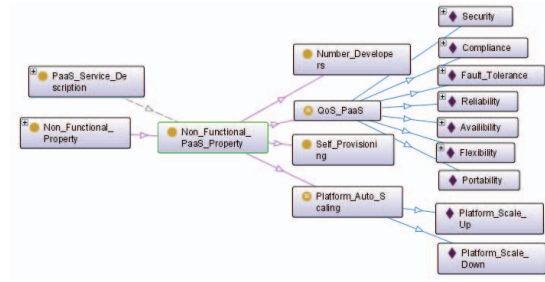 PaaS_Service_De
scription
Non_Functional_
Property
Non_Functional_
PaaS_Property
Number_Develope
rs
QoS_PaaS
Self_Provisioni
ng
Platform_Auto_S
caling
Security
Compliance
Fault_Tolerance
Reliability
Availibility
Flexibility
Portability
Platform_Scale_
Up
Platform_Scale_
Down